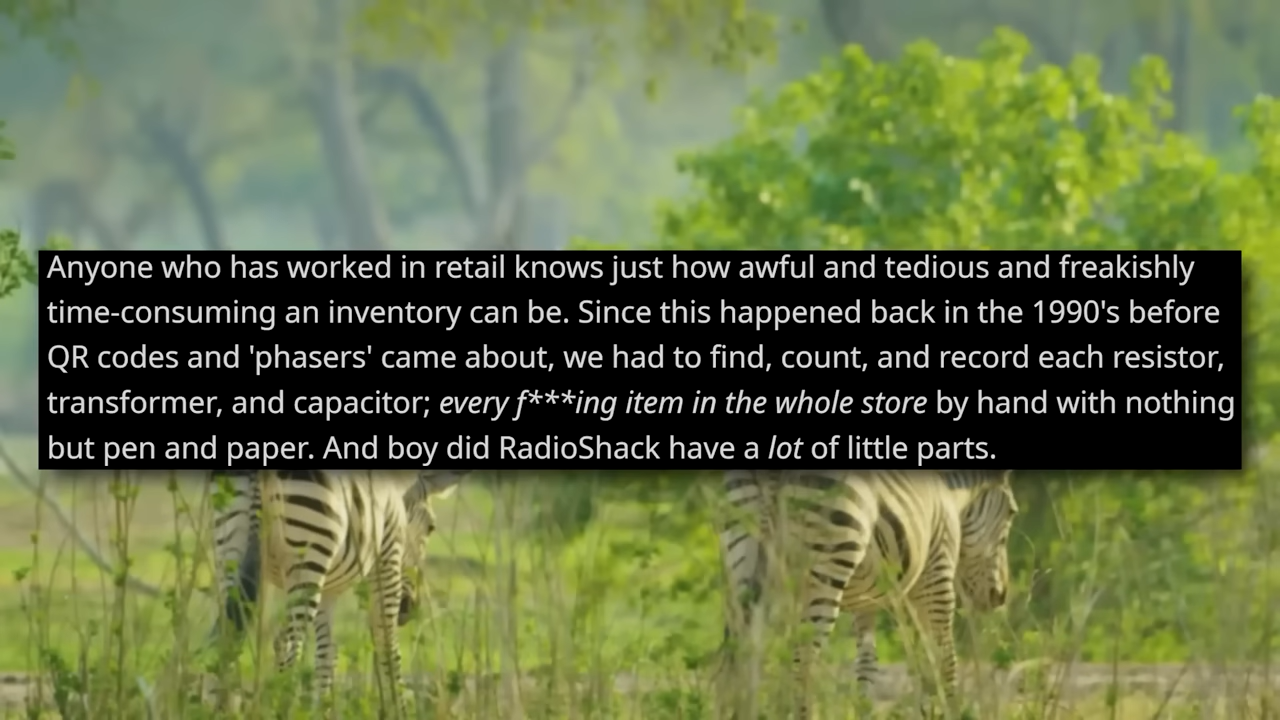 Anyone who has worked in retail knows just how awful and tedious and freakishly
time-consuming an inventory can be. Since this happened back in the 1990's before
QR codes and 'phasers' came about, we had to find, count, and record each resistor,
transformer, and capacitor; every f***ing item in the whole store by hand with nothing
but pen and paper. And boy did RadioShack have a lot of little parts.